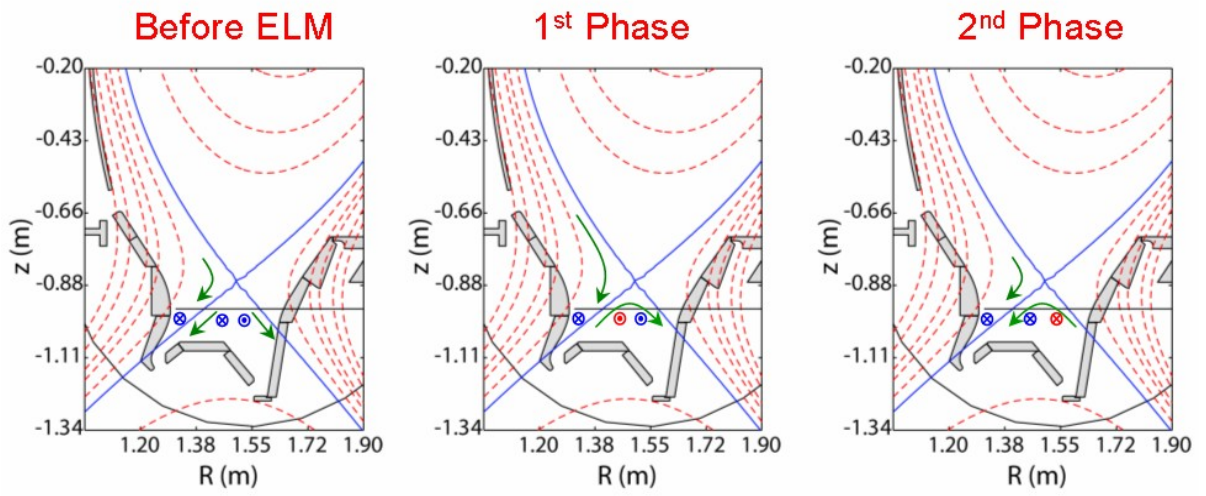 Before ELM
1st Phase
2nd Phase
-0.20
-0.43
-0.66
-0.88
-1.11
-1.34
z (m)
1.20 1.38 1.55 1.72 1.90
R (m)
-0.20
-0.43
-0.66
-0.88
-1.11
-1.34
z (m)
1.20 1.38 1.55 1.72 1.90
R (m)
-0.20
-0.43
-0.66
-0.88
-1.11
-1.34
z (m)
1.20 1.38 1.55 1.72 1.90
R (m)